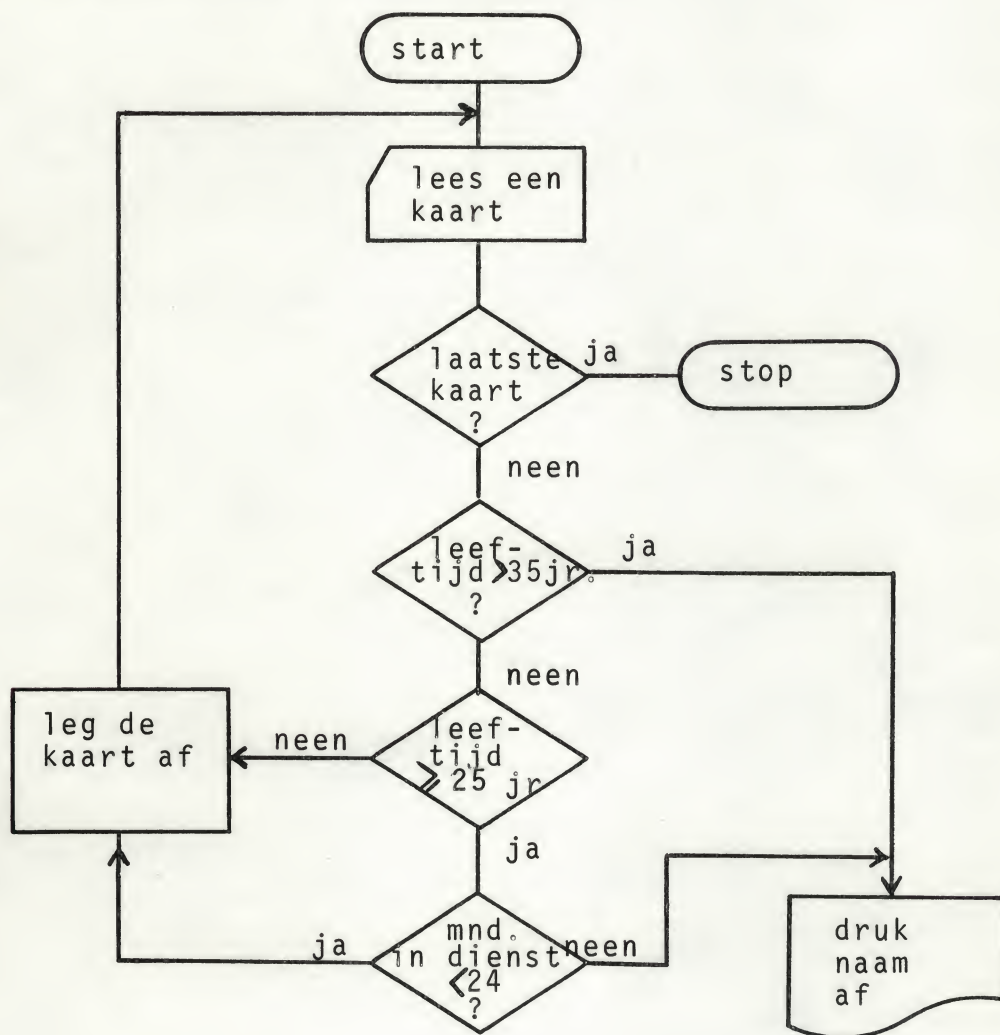 start
lees een
kaart
laatste
kaart
?
ja
stop
neen
leef-
tijd >35jr.
?
ja
neen
leg de
kaart af
neen
leef-
tijd
⩾ 25 jr
ja
ja
mnd.
in dienst
<24
?
neen
druk
naam
af